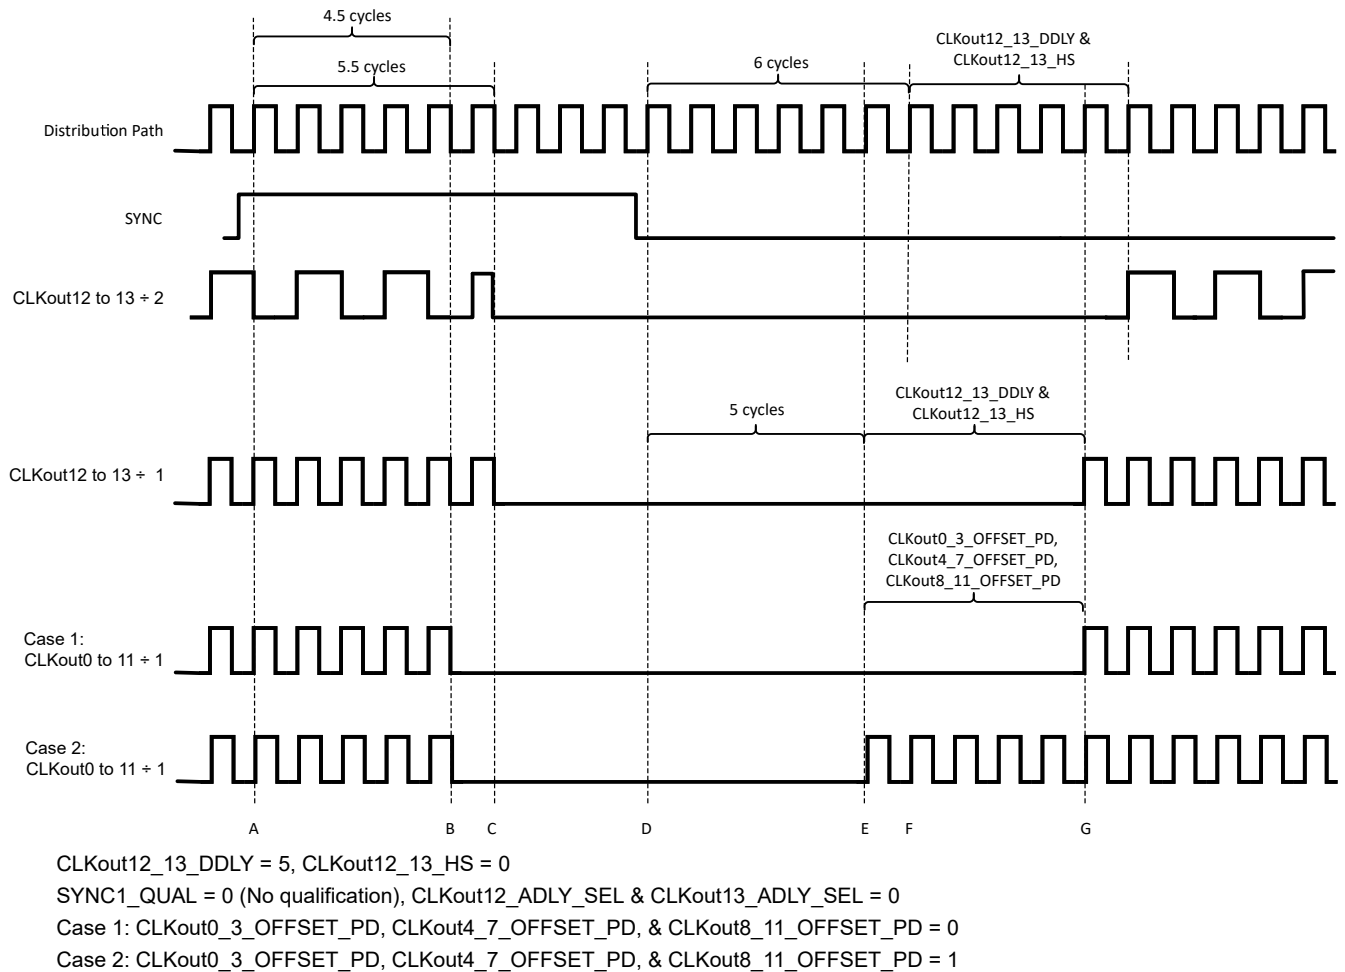 4.5 cycles
5.5 cycles
6 cycles
CLKout12_13_DDLY &
CLKout12_13_HS
Distribution Path
SYNC
CLKout12 to 13 ÷ 2
5 cycles
CLKout12_13_DDLY &
CLKout12_13_HS
CLKout12 to 13 ÷ 1
CLKout0_3_OFFSET_PD,
CLKout4_7_OFFSET_PD,
CLKout8_11_OFFSET_PD
Case 1:
CLKout0 to 11 ÷ 1
Case 2:
CLKout0 to 11 ÷ 1
A B C D E F G
CLKout12_13_DDLY = 5, CLKout12_13_HS = 0
SYNC1_QUAL = 0 (No qualification), CLKout12_ADLY_SEL & CLKout13_ADLY_SEL = 0
Case 1: CLKout0_3_OFFSET_PD, CLKout4_7_OFFSET_PD, & CLKout8_11_OFFSET_PD = 0
Case 2: CLKout0_3_OFFSET_PD, CLKout4_7_OFFSET_PD, & CLKout8_11_OFFSET_PD = 1